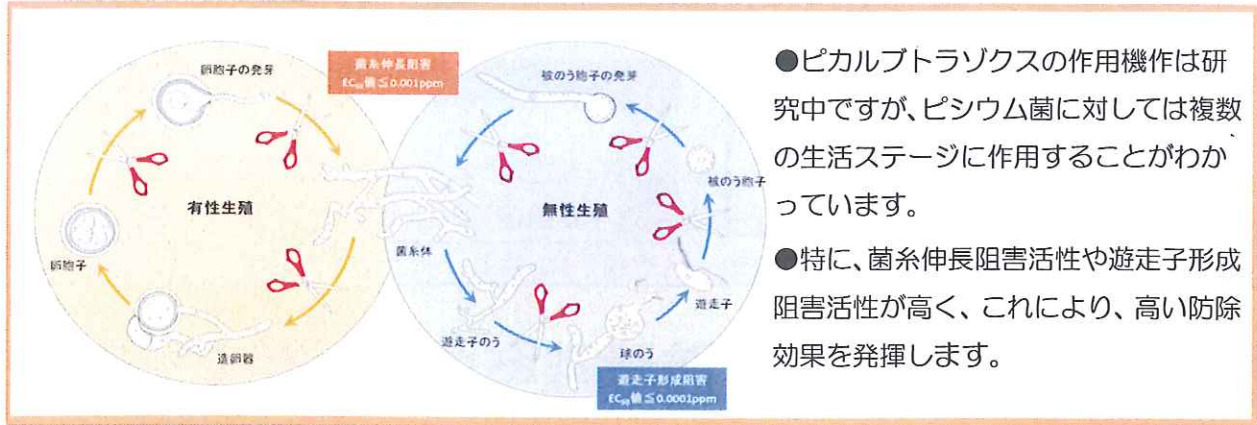 菌糸伸長阻害
EC₅₀値≦0.001ppm
卵胞子の発芽
有性生殖
卵胞子
造卵器
被のう胞子の発芽
被のう胞子
無性生殖
菌糸体
遊走子
遊走子のう
球のう
遊走子形成阻害
EC₅₀値≦0.0001ppm
●ピカルブトラゾクスの作用機作は研
究中ですが、ピシウム菌に対しては複数
の生活ステージに作用することがわか
っています。
●特に、菌糸伸長阻害活性や遊走子形成
阻害活性が高く、これにより、高い防除
効果を発揮します。